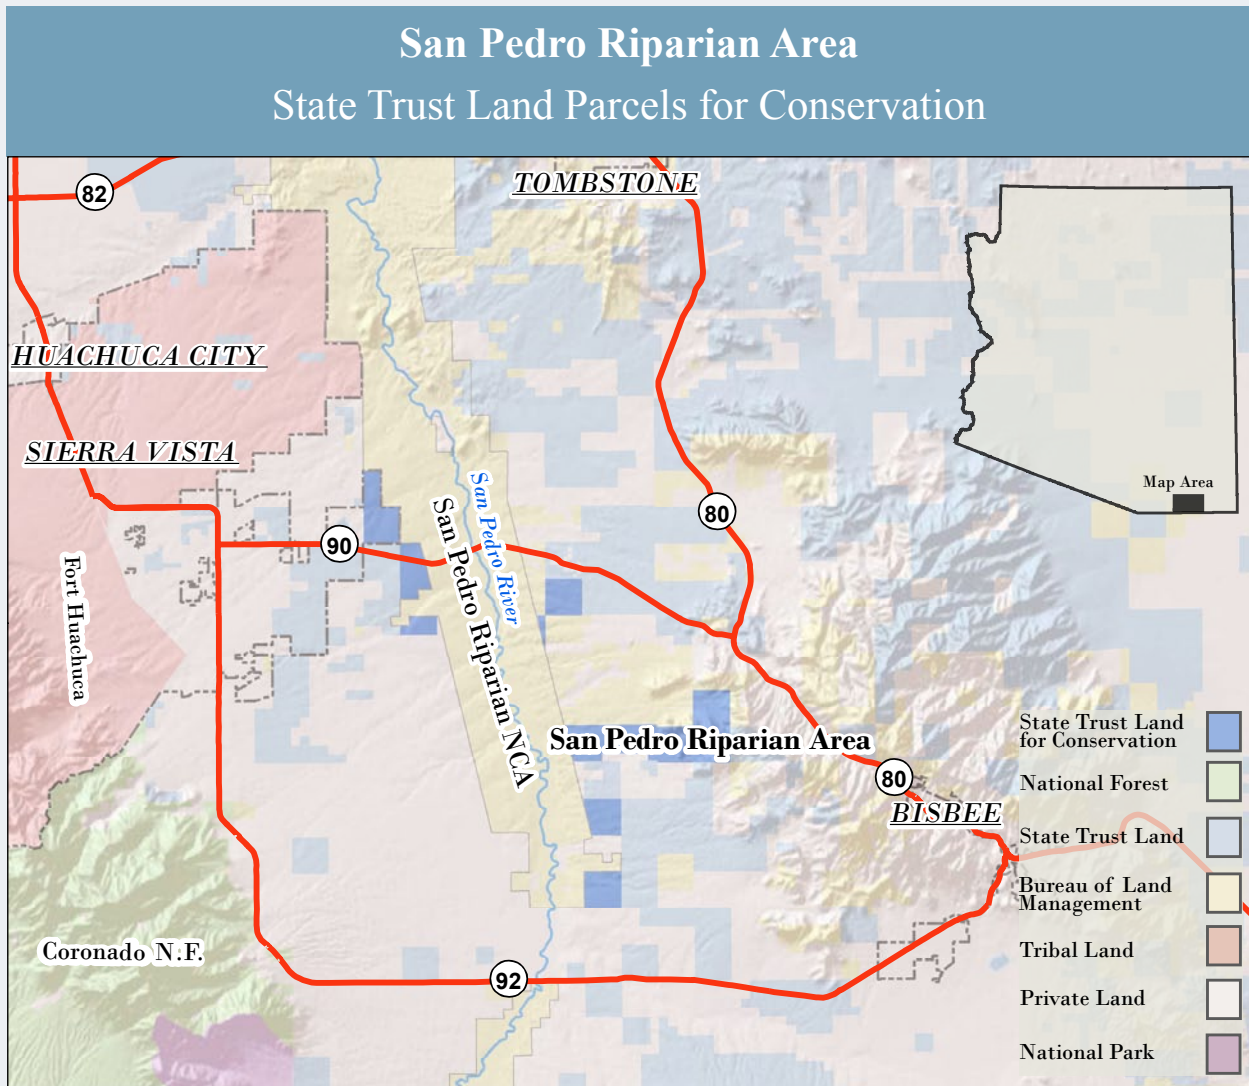 San Pedro Riparian Area
State Trust Land Parcels for Conservation
82
TOMBSTONE
HUACHUCA CITY
SIERRA VISTA
Map Area
80
90
San Pedro River
San Pedro Riparian NCA
Fort Huachuca
San Pedro Riparian Area
80
BISBEE
Coronado N.F.
92
State Trust Land
for Conservation
National Forest
State Trust Land
Bureau of Land
Management
Tribal Land
Private Land
National Park